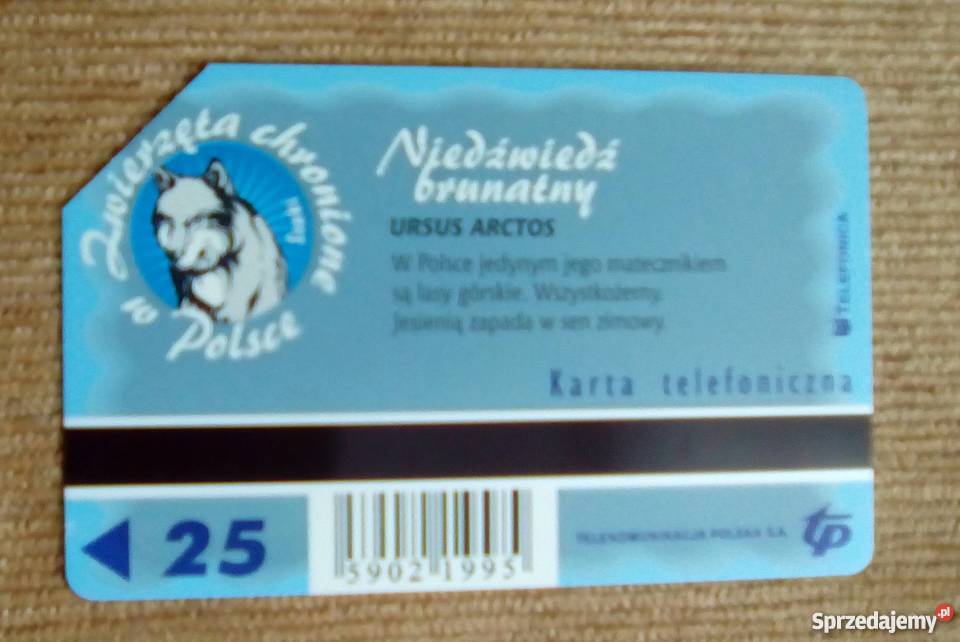 Zwierzęta chronione
w Polsce
Ssaki
Niedźwiedź
brunatny
URSUS ARCTOS
W Polsce jedynym jego matecznikiem
są lasy górskie. Wszystkożerny.
Jesienią zapada w sen zimowy.
TELEFONICA
Karta telefoniczna
25
5902 1995
TELEKOMUNIKACJA POLSKA S.A.
tp
Sprzedajemy.pl